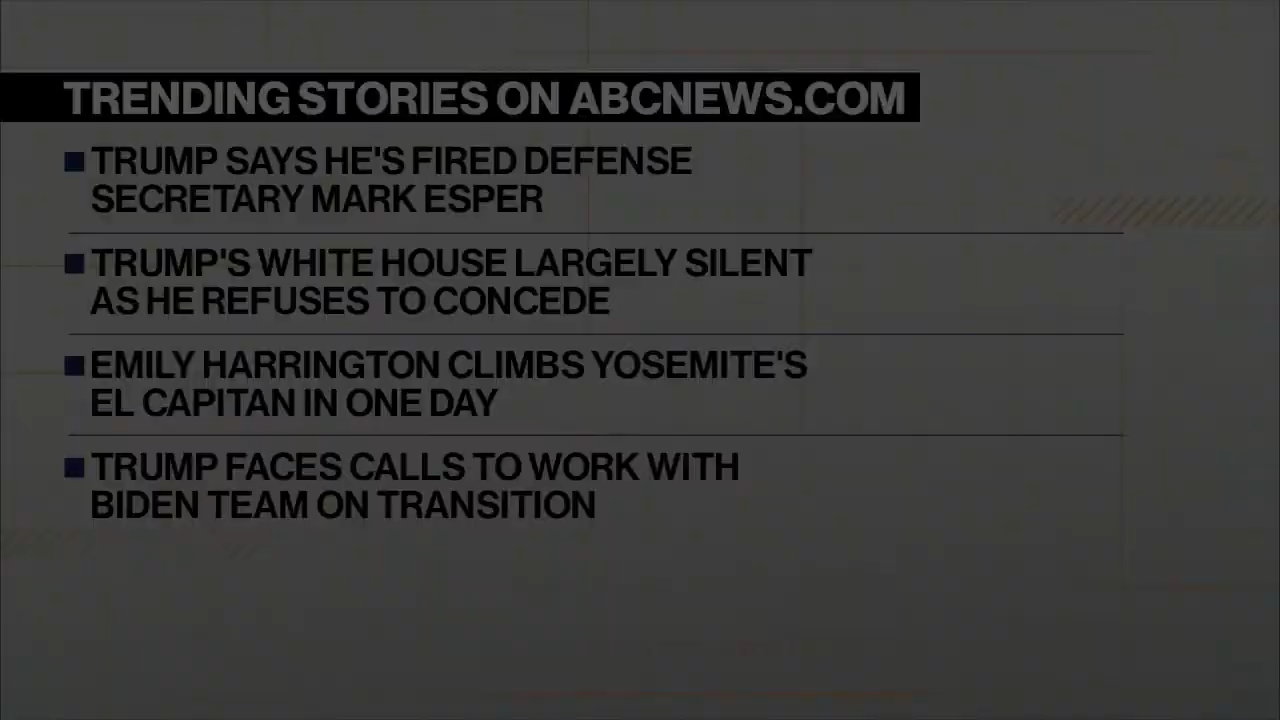 TRENDING STORIES ON ABCNEWS.COM
TRUMP SAYS HE'S FIRED DEFENSE
SECRETARY MARK ESPER
TRUMP'S WHITE HOUSE LARGELY SILENT
AS HE REFUSES TO CONCEDE
EMILY HARRINGTON CLIMBS YOSEMITE'S
EL CAPITAN IN ONE DAY
TRUMP FACES CALLS TO WORK WITH
BIDEN TEAM ON TRANSITION